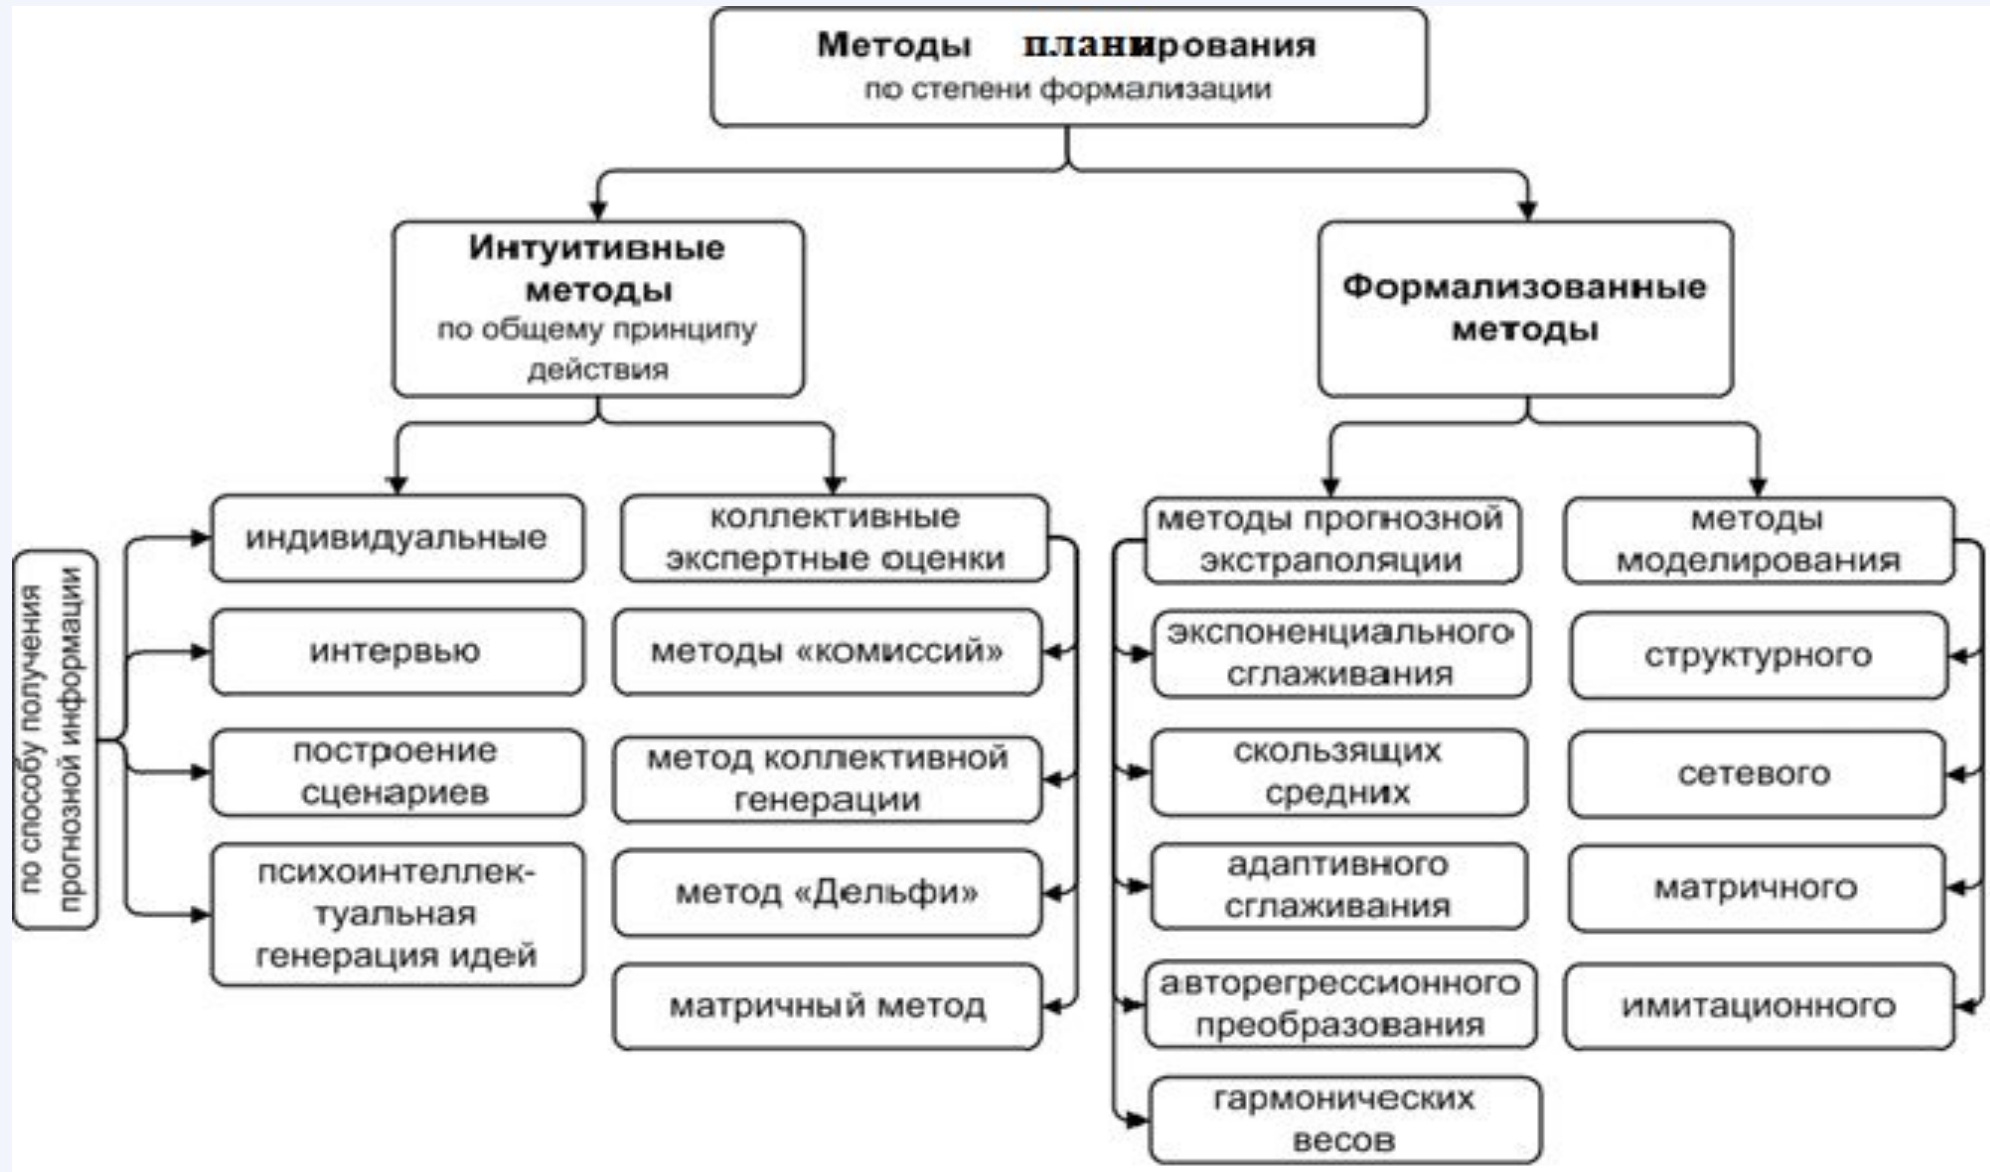 Методы планирования
по степени формализации
Интуитивные
методы
по общему принципу
действия
Формализованные
методы
по способу получения
прогнозной информации
индивидуальные
интервью
построение
сценариев
психоинтеллек-
туальная
генерация идей
коллективные
экспертные оценки
методы «комиссий»
метод коллективной
генерации
метод «Дельфи»
матричный метод
методы прогнозной
экстраполяции
экспоненциального
сглаживания
скользящих
средних
адаптивного
сглаживания
авторегрессионного
преобразования
гармонических
весов
методы
моделирования
структурного
сетевого
матричного
имитационного